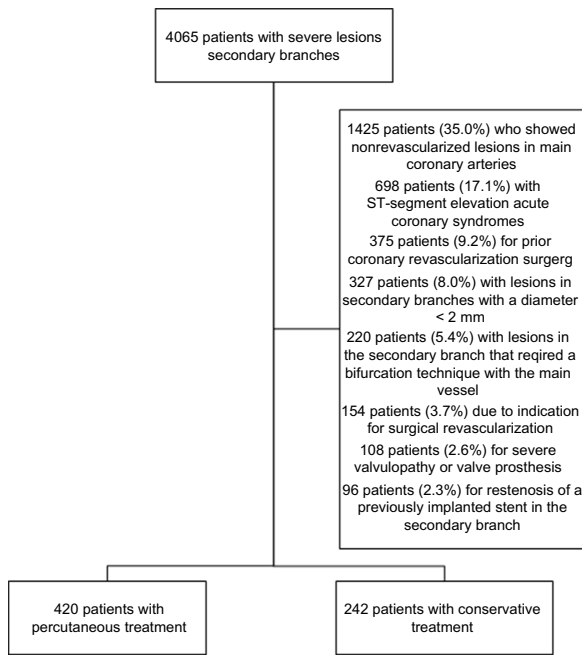 4065 patients with severe lesions
secondary branches
1425 patients (35.0%) who showed
nonrevascularized lesions in main
coronary arteries
698 patients (17.1%) with
ST-segment elevation acute
coronary syndromes
375 patients (9.2%) for prior
coronary revascularization surgerg
327 patients (8.0%) with lesions in
secondary branches with a diameter
< 2 mm
220 patients (5.4%) with lesions in
the secondary branch that reqired a
bifurcation technique with the main
vessel
154 patients (3.7%) due to indication
for surgical revascularization
108 patients (2.6%) for severe
valvulopathy or valve prosthesis
96 patients (2.3%) for restenosis of a
previously implanted stent in the
secondary branch
420 patients with
percutaneous treatment
242 patients with conservative
treatment